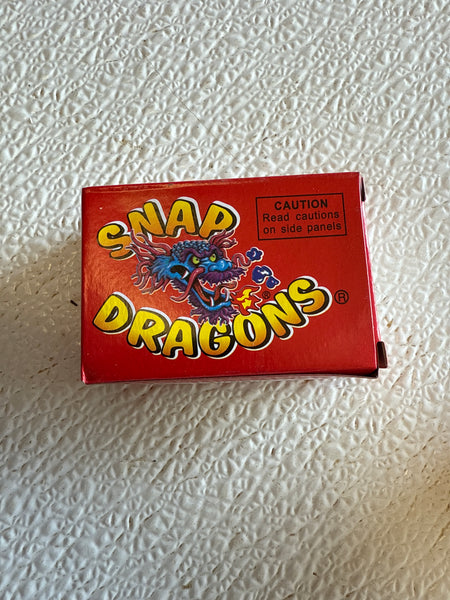 SNAP
DRAGONS®
CAUTION
Read cautions
on side panels